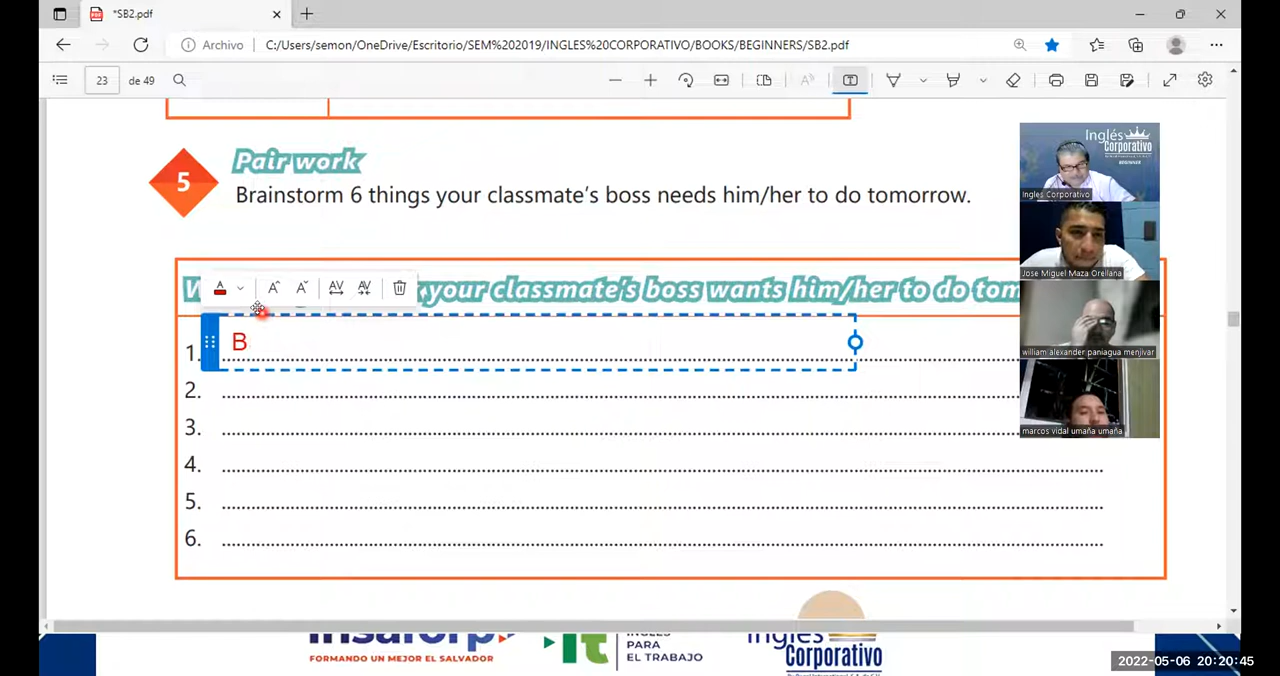 *SB2.pdf
Archivo
C:/Users/semon/OneDrive/Escritorio/SEM%202019/INGLES%20CORPORATIVO/BOOKS/BEGINNERS/SB2.pdf
23 de 49
Pair work
5
Brainstorm 6 things your classmate's boss needs him/her to do tomorrow.
your classmate's boss wants him/her to do tom
B
1.
2.
3.
4.
5.
6.
Inglés
Corporativo
BEGINNER
Ingles Corporativo
Jose Miguel Maza Orellana
william alexander paniagua menjivar
marcos vidal umaña umaña
insaforp
FORMANDO UN MEJOR EL SALVADOR
it
INGLÉS
PARA
EL TRABAJO
Inglés
Corporativo
2022-05-06 20:20:45